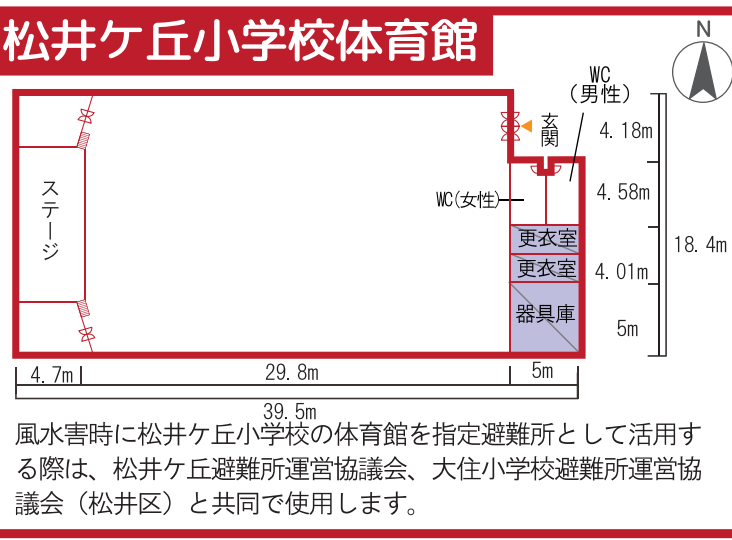 松井ケ丘小学校体育館
N
WC
（男性）
玄関
4.18m
4.58m
WC(女性)
ステージ
18.4m
更衣室
更衣室
4.01m
器具庫
5m
4.7m
29.8m
5m
39.5m
風水害時に松井ケ丘小学校の体育館を指定避難所として活用す
る際は、松井ケ丘避難所運営協議会、大住小学校避難所運営協
議会（松井区）と共同で使用します。